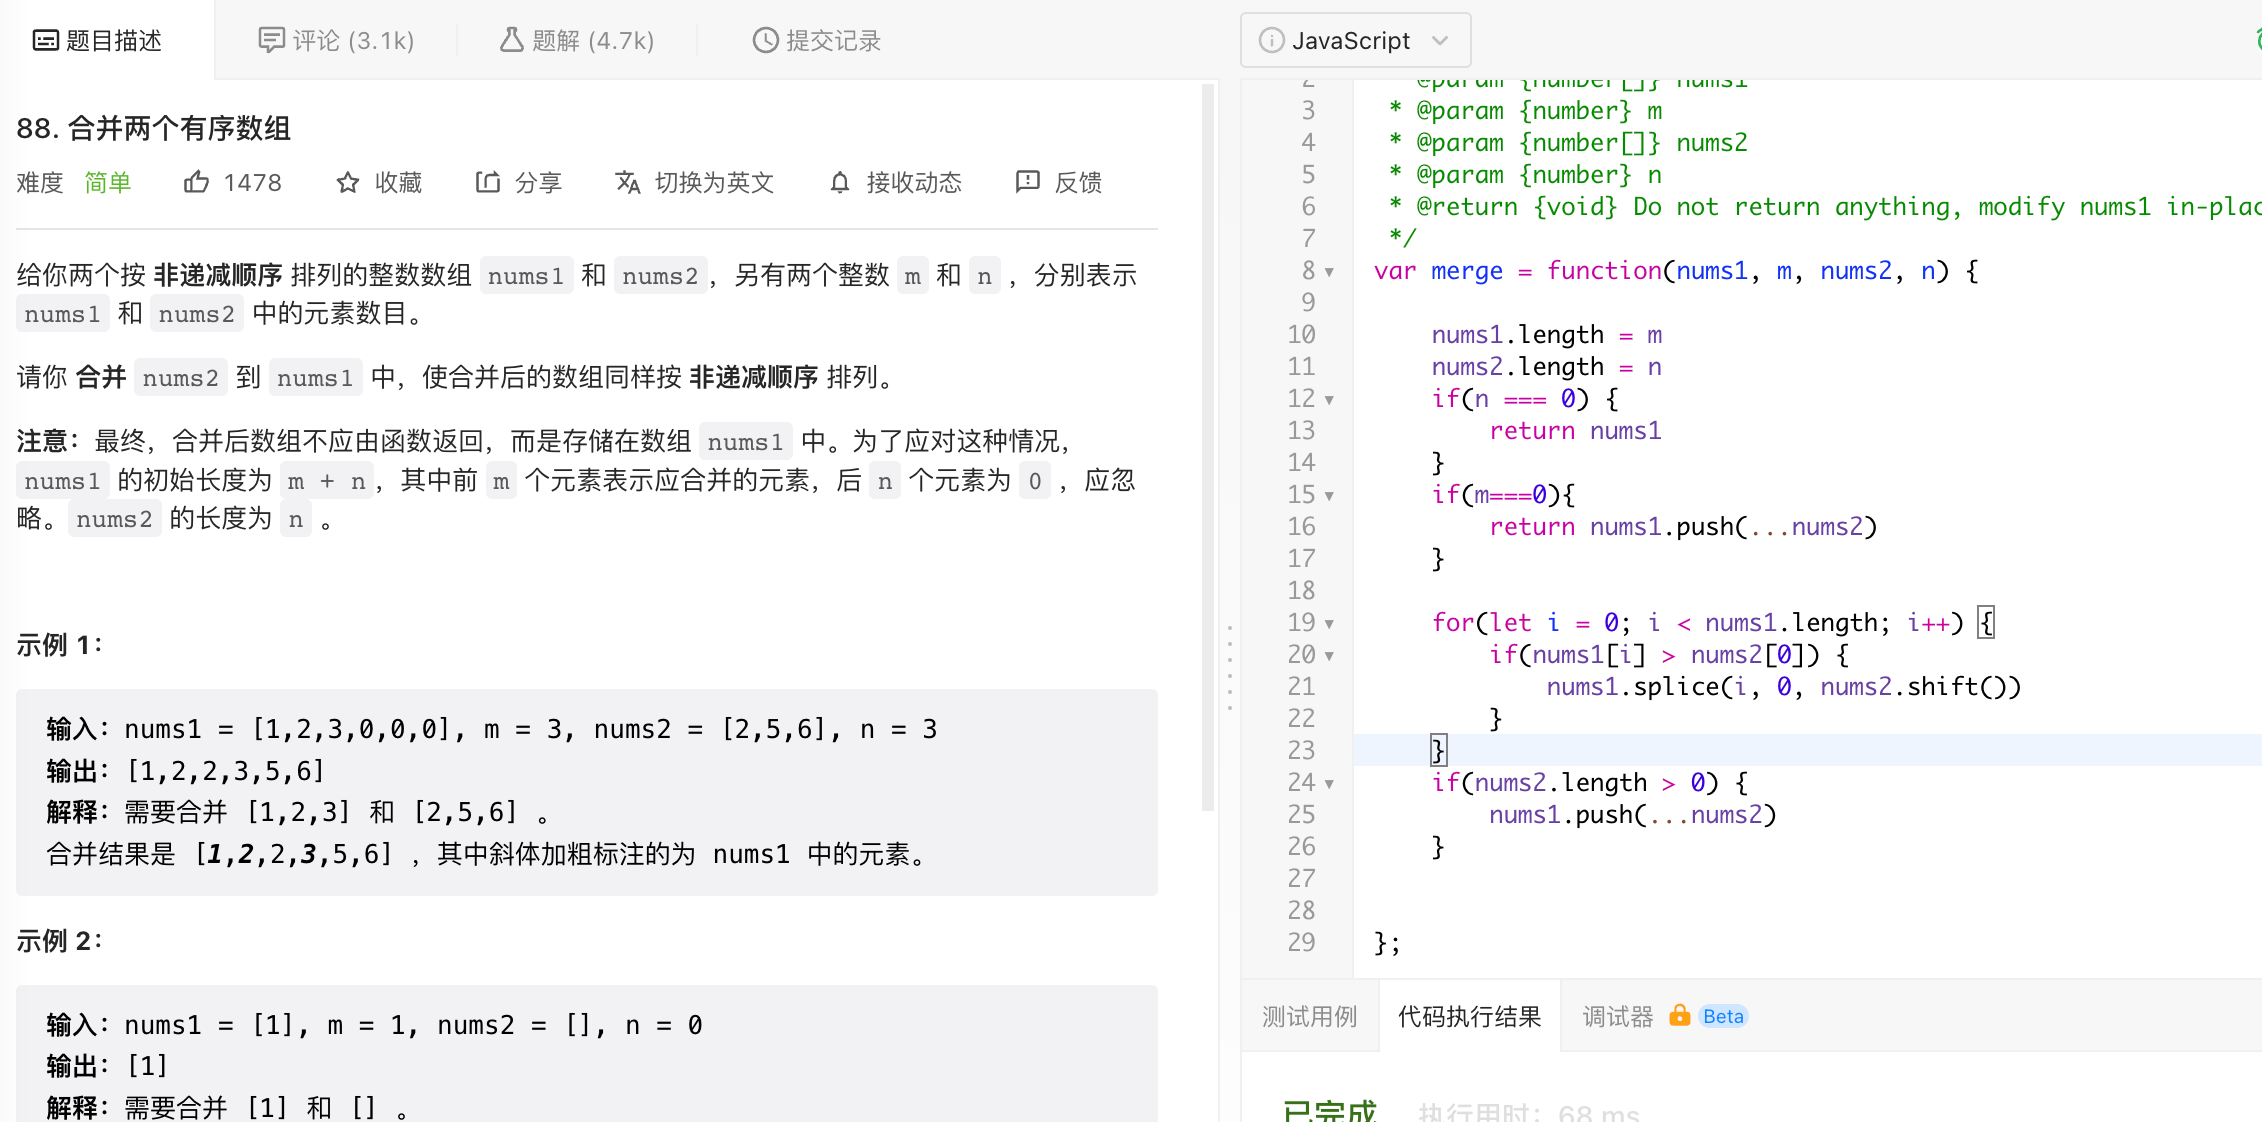 题目描述
评论 (3.1k)
题解 (4.7k)
提交记录
88. 合并两个有序数组
难度 简单 1478 收藏 分享 切换为英文 接收动态 反馈
给你两个按 非递减顺序 排列的整数数组 nums1 和 nums2，另有两个整数 m 和 n ，分别表示
nums1 和 nums2 中的元素数目。
请你 合并 nums2 到 nums1 中，使合并后的数组同样按 非递减顺序 排列。
注意：最终，合并后数组不应由函数返回，而是存储在数组 nums1 中。为了应对这种情况，
nums1 的初始长度为 m + n，其中前 m 个元素表示应合并的元素，后 n 个元素为 0 ，应忽
略。nums2 的长度为 n 。
示例 1：
输入：nums1 = [1,2,3,0,0,0], m = 3, nums2 = [2,5,6], n = 3
输出：[1,2,2,3,5,6]
解释：需要合并 [1,2,3] 和 [2,5,6] 。
合并结果是 [1,2,2,3,5,6] ，其中斜体加粗标注的为 nums1 中的元素。
示例 2：
输入：nums1 = [1], m = 1, nums2 = [], n = 0
输出：[1]
解释：需要合并 [1] 和 [] 。
JavaScript
2 @param {number[]} nums1
3 * @param {number} m
4 * @param {number[]} nums2
5 * @param {number} n
6 * @return {void} Do not return anything, modify nums1 in-plac
7 */
8 var merge = function(nums1, m, nums2, n) {
9
10 nums1.length = m
11 nums2.length = n
12 if(n === 0) {
13 return nums1
14 }
15 if(m===0){
16 return nums1.push(...nums2)
17 }
18
19 for(let i = 0; i < nums1.length; i++) {
20 if(nums1[i] > nums2[0]) {
21 nums1.splice(i, 0, nums2.shift())
22 }
23 }
24 if(nums2.length > 0) {
25 nums1.push(...nums2)
26 }
27
28
29 };
测试用例 代码执行结果 调试器 Beta
已完成 执行用时：68 ms